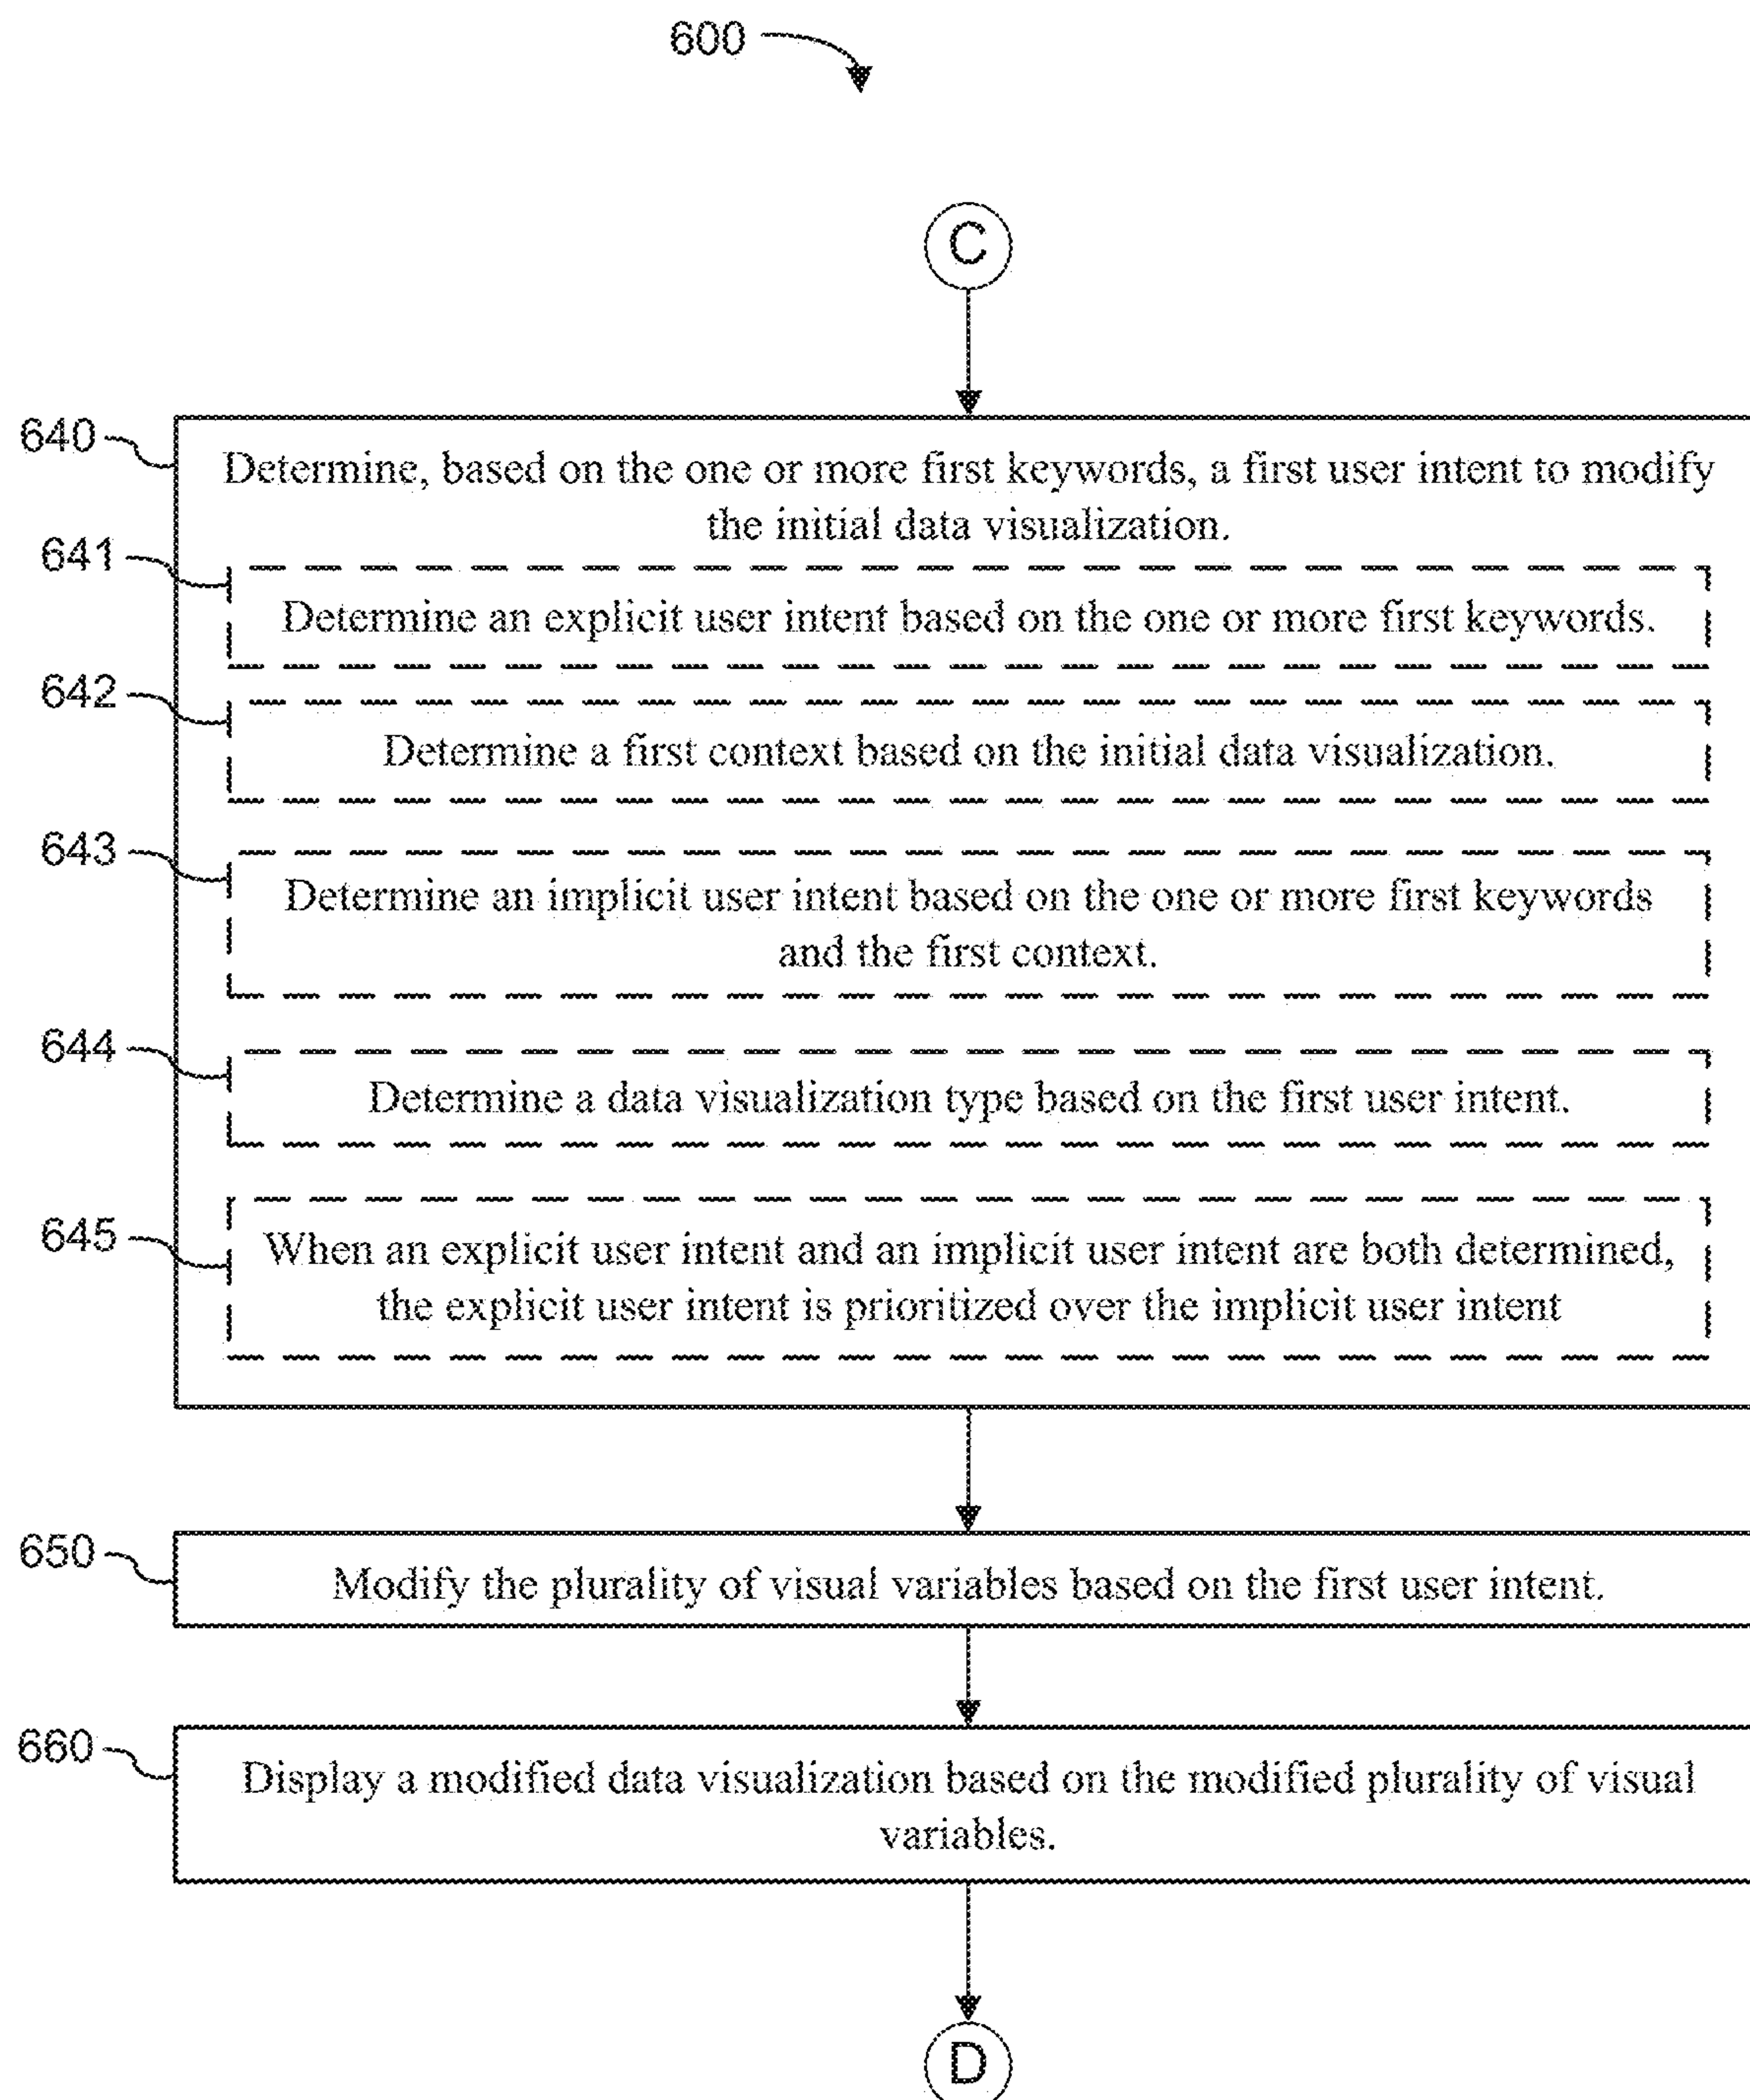 600
C
640
Determine, based on the one or more first keywords, a first user intent to modify
the initial data visualization.
641
Determine an explicit user intent based on the one or more first keywords.
642
Determine a first context based on the initial data visualization.
643
Determine an implicit user intent based on the one or more first keywords
and the first context.
644
Determine a data visualization type based on the first user intent.
645
When an explicit user intent and an implicit user intent are both determined,
the explicit user intent is prioritized over the implicit user intent
650
Modify the plurality of visual variables based on the first user intent.
660
Display a modified data visualization based on the modified plurality of visual
variables.
D